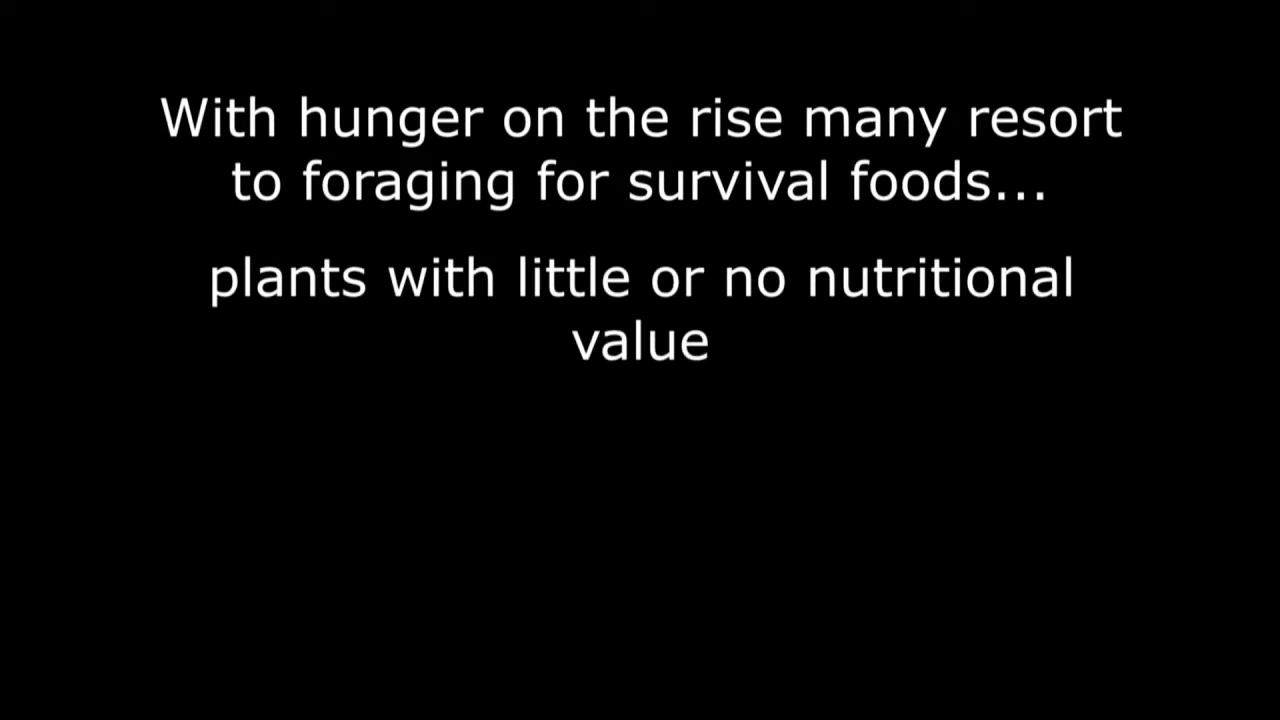 With hunger on the rise many resort
to foraging for survival foods...
plants with little or no nutritional
value